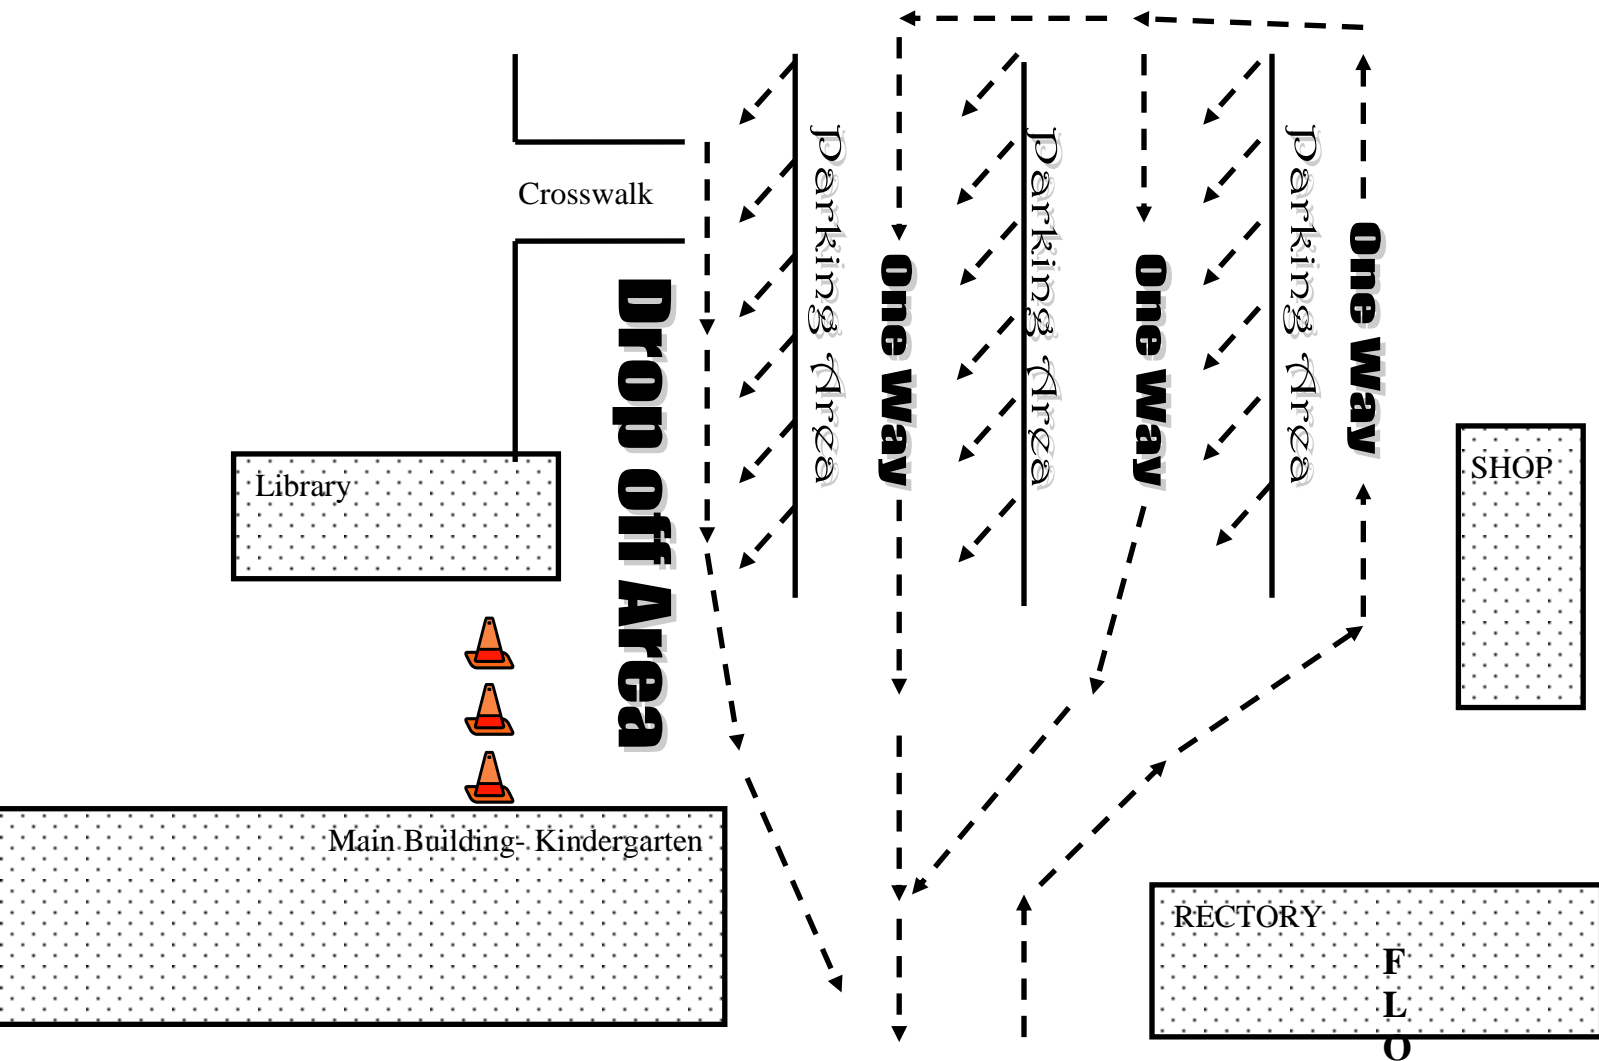 Crosswalk
Drop off Area
Parking Area
One Way
Parking Area
One Way
Parking Area
One Way
Library
SHOP
Main Building- Kindergarten
RECTORY
F
L
O